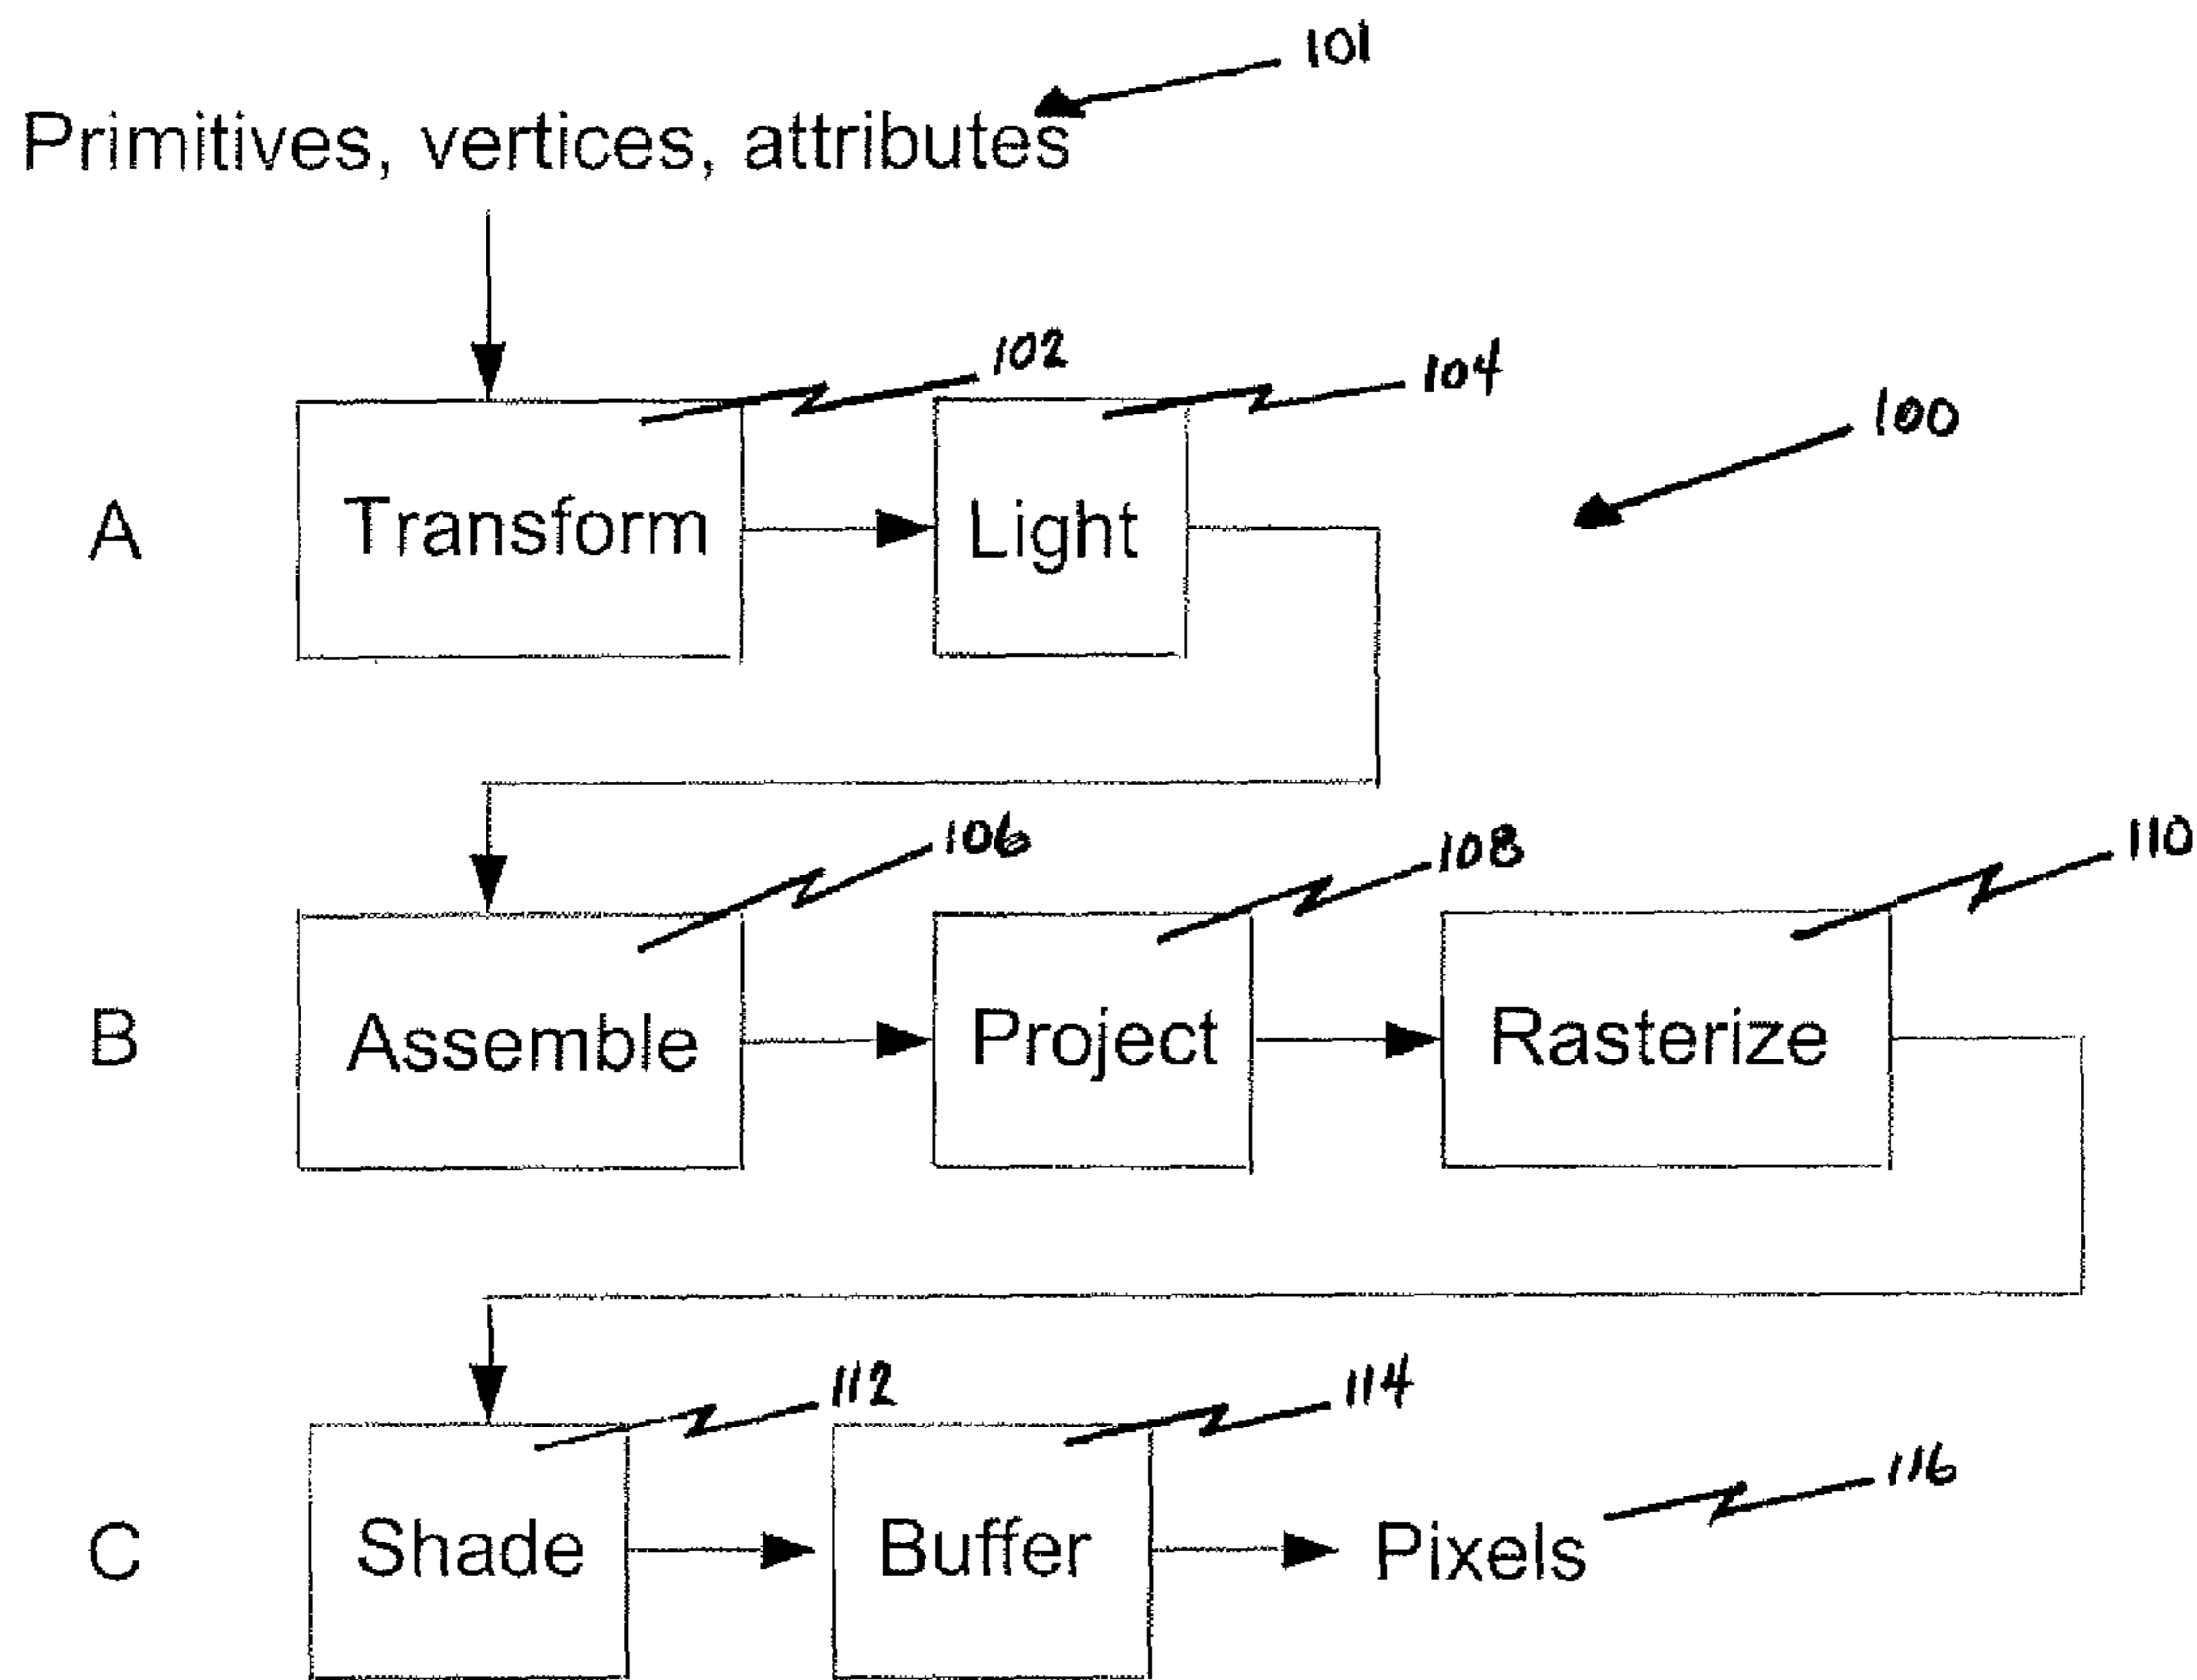 101
Primitives, vertices, attributes
102
104
100
A Transform Light
106
108
110
B Assemble Project Rasterize
112
114
116
C Shade Buffer Pixels